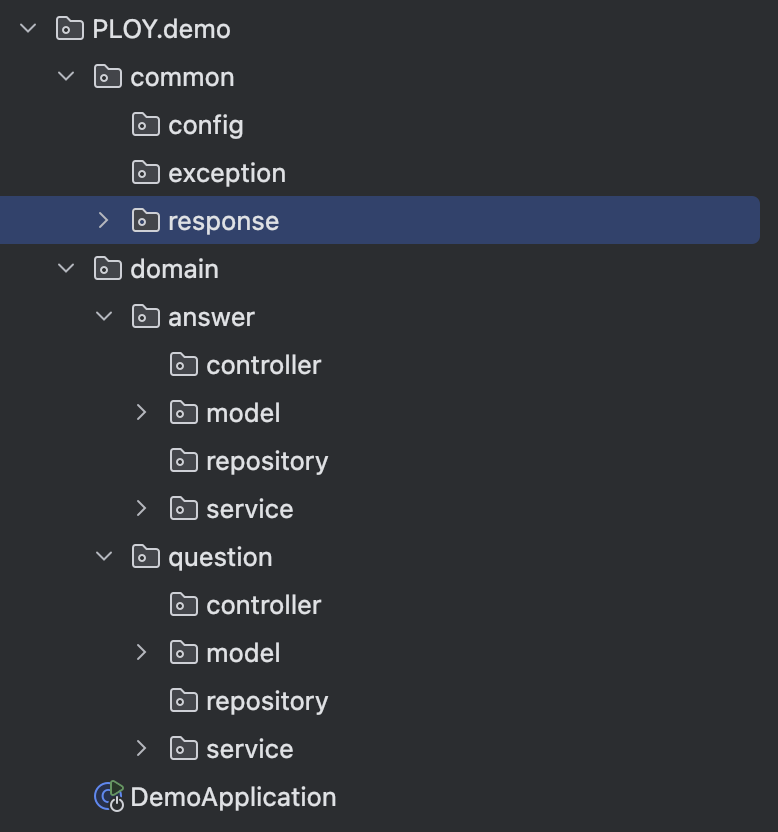 PLOY.demo
common
config
exception
response
domain
answer
controller
model
repository
service
question
controller
model
repository
service
DemoApplication